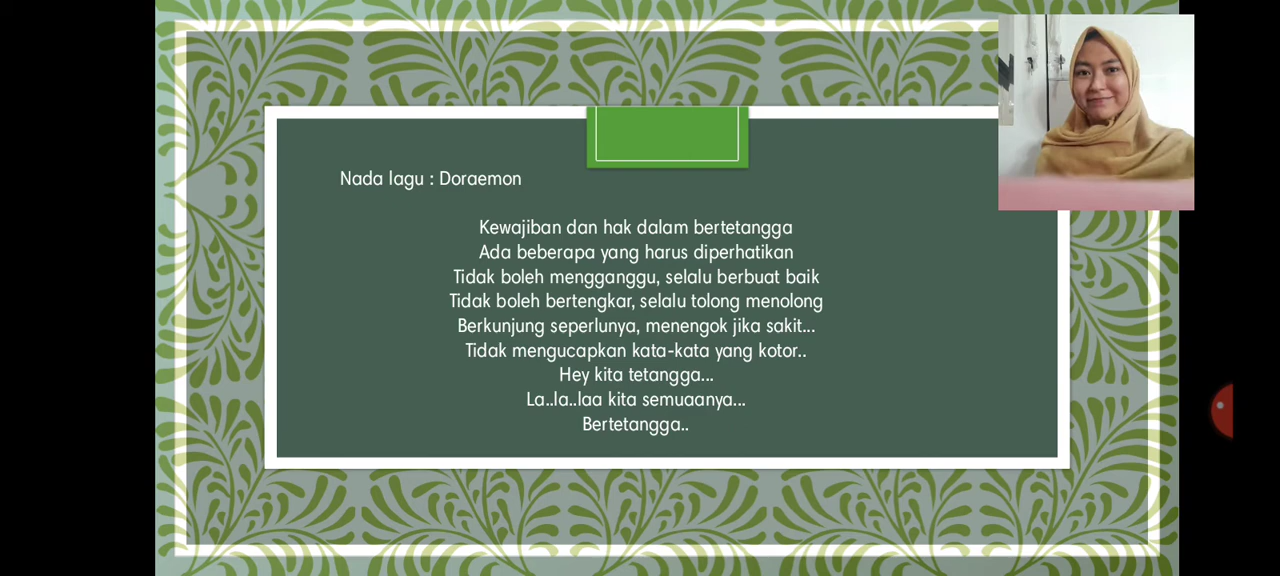 Nada lagu : Doraemon
Kewajiban dan hak dalam bertetangga
Ada beberapa yang harus diperhatikan
Tidak boleh mengganggu, selalu berbuat baik
Tidak boleh bertengkar, selalu tolong menolong
Berkunjung seperlunya, menengok jika sakit...
Tidak mengucapkan kata-kata yang kotor..
Hey kita tetangga...
La..la..laa kita semuaanya...
Bertetangga..